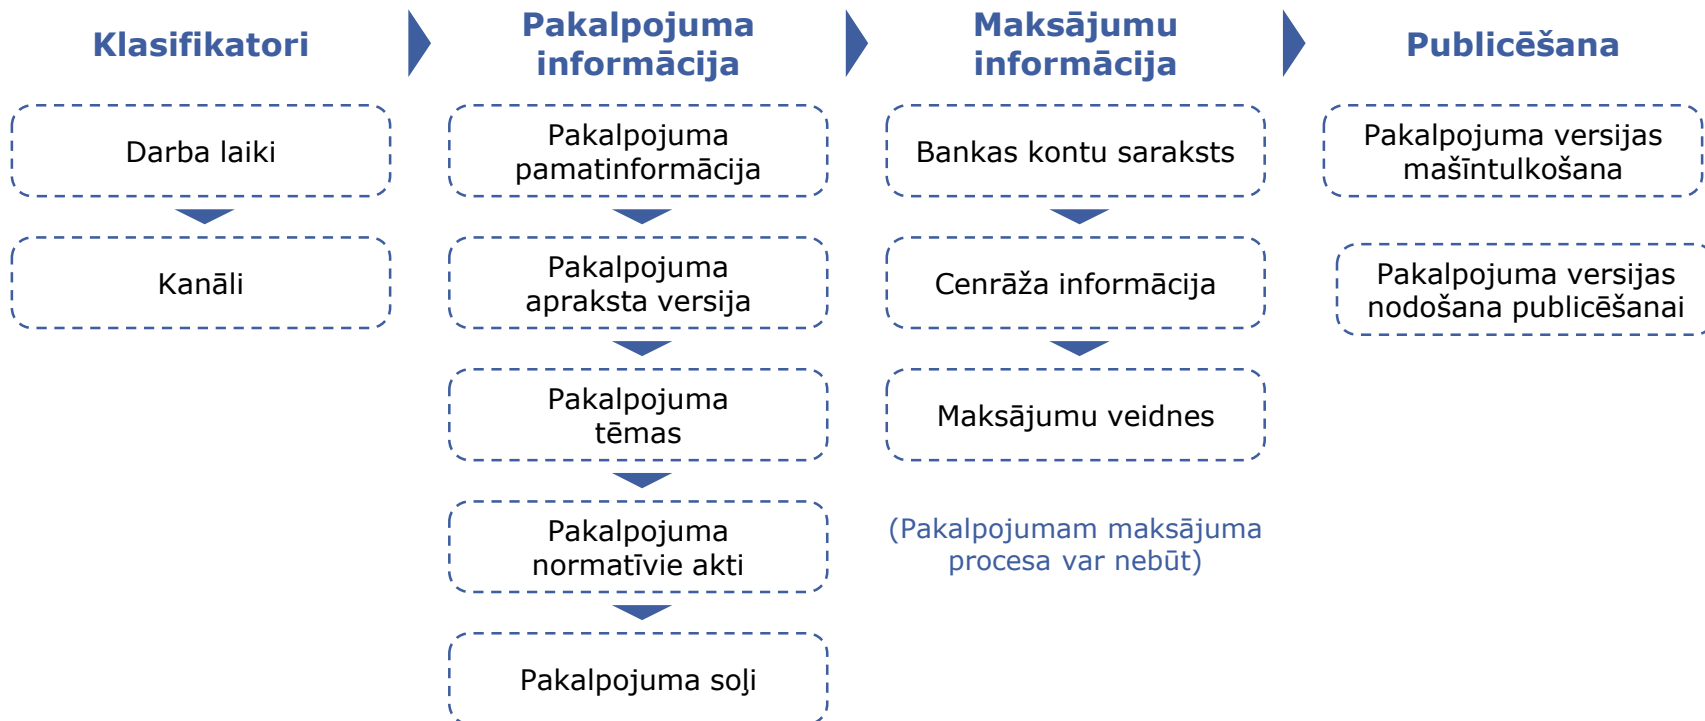 Klasifikatori
Darba laiki
Kanāli
Pakalpojuma
informācija
Pakalpojuma
pamatinformācija
Pakalpojuma
apraksta versija
Pakalpojuma
tēmas
Pakalpojuma
normatīvie akti
Pakalpojuma soļi
Maksājumu
informācija
Bankas kontu saraksts
Cenrāža informācija
Maksājumu veidnes
(Pakalpojumam maksājuma
procesa var nebūt)
Publicēšana
Pakalpojuma versijas
mašīntulkošana
Pakalpojuma versijas
nodošana publicēšanai